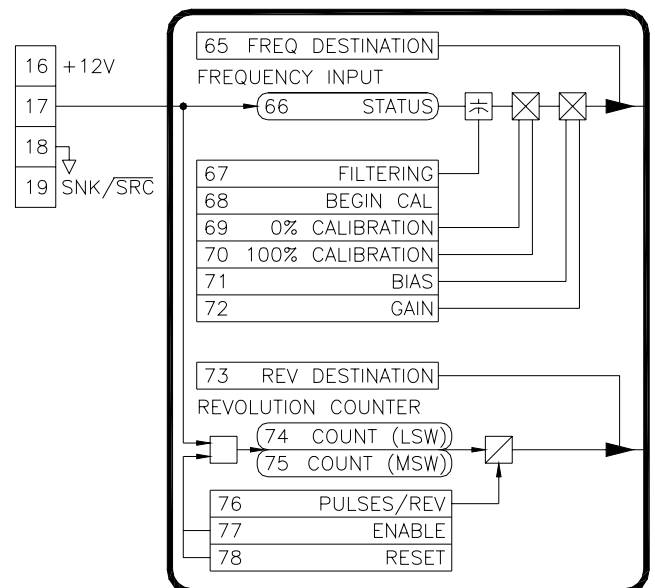 16 +12V
17
18
19 SNK/SRC
65 FREQ DESTINATION
FREQUENCY INPUT
66 STATUS
67 FILTERING
68 BEGIN CAL
69 0% CALIBRATION
70 100% CALIBRATION
71 BIAS
72 GAIN
73 REV DESTINATION
REVOLUTION COUNTER
74 COUNT (LSW)
75 COUNT (MSW)
76 PULSES/REV
77 ENABLE
78 RESET